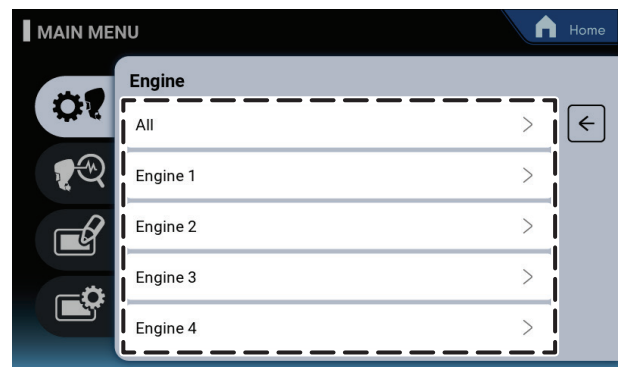 MAIN MENU
Home
Engine
All
Engine 1
Engine 2
Engine 3
Engine 4